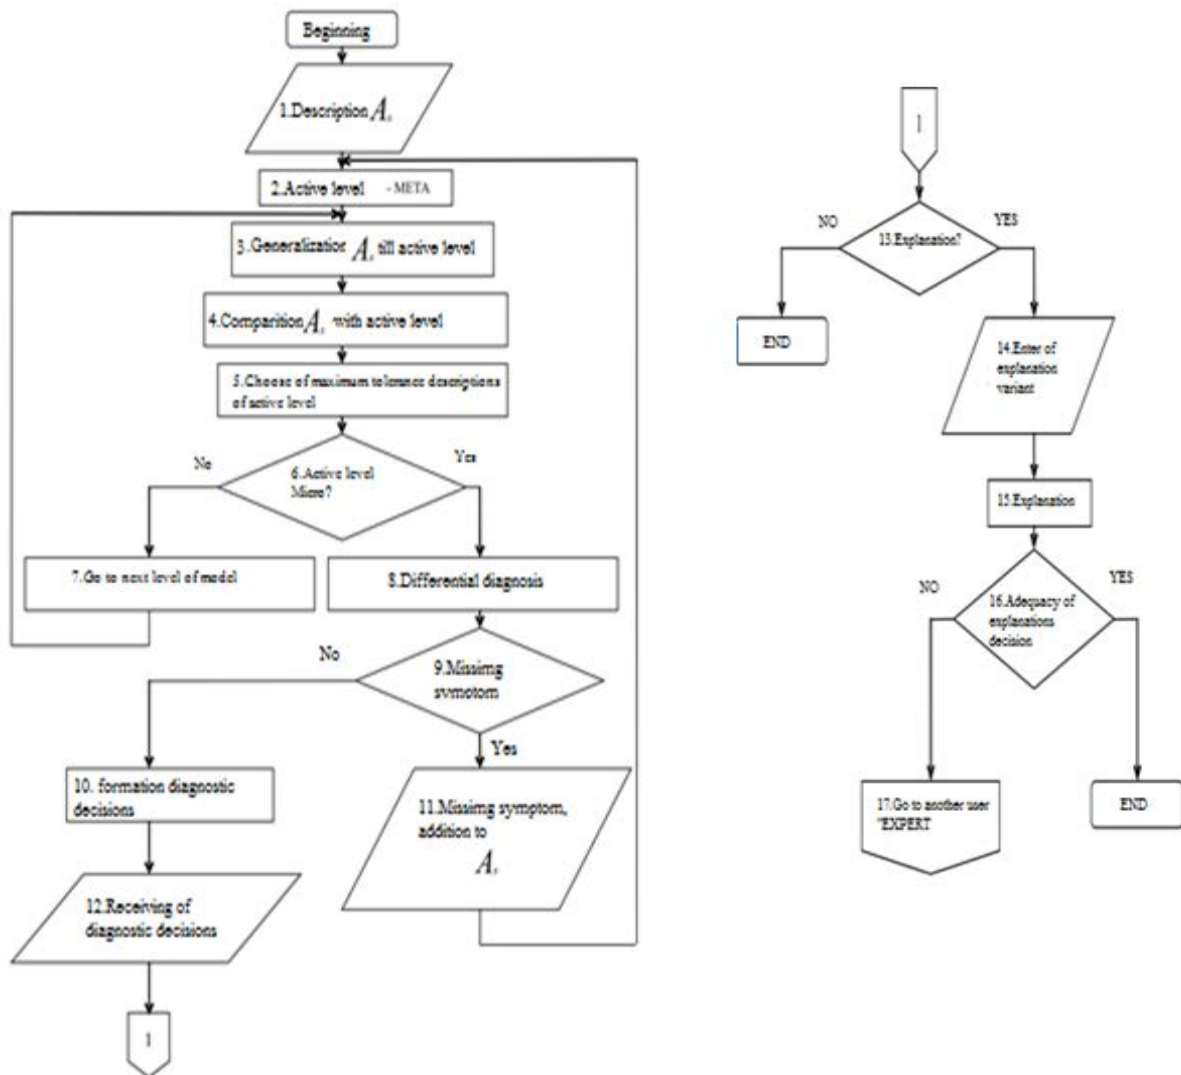 Beginning
1.Description A
2.Active level - META
3.Generalization A till active level
4.Comparition A with active level
5.Choose of maximum tolerance descriptions
of active level
No
Yes
6.Active level
Micro?
7.Go to next level of model
8.Differential diagnosis
No
9.Missirng
symptom
Yes
10. formation diagnostic
decisions
11.Missirng symptom,
addition to
A
12.Receiving of
diagnostic decisions
1
1
NO
YES
13.Explanation?
END
14.Enter of
explanation
variant
15.Explanation
NO
YES
16.Adequacy of
explanations
decision
17.Go to another user
"EXPERT
END